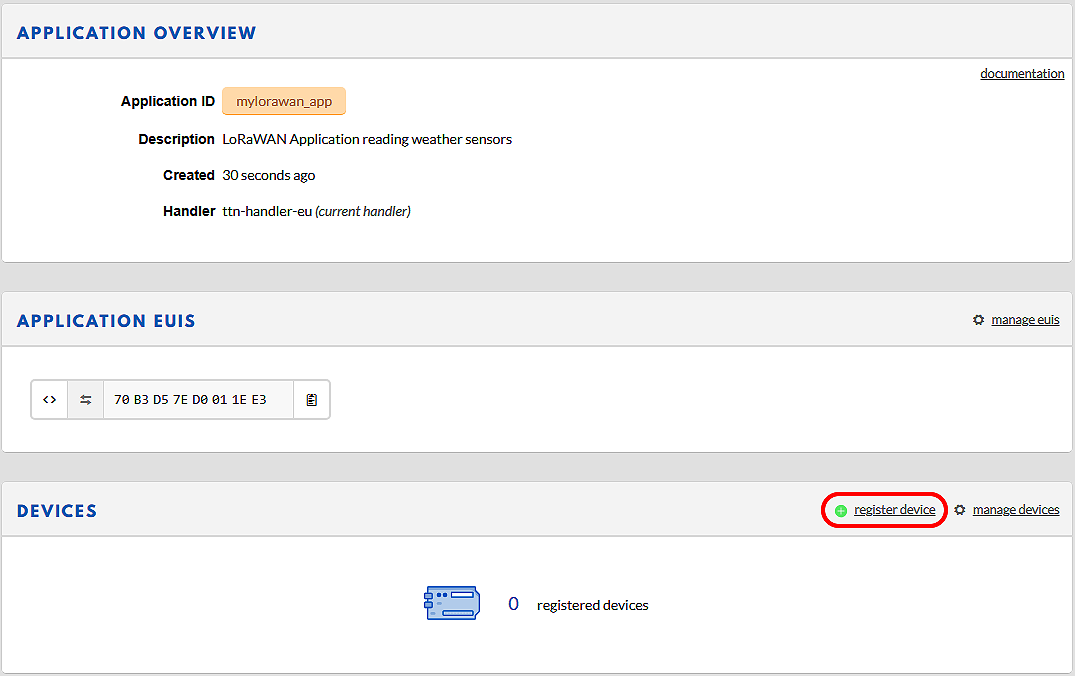 APPLICATION OVERVIEW
documentation
Application ID mylorawan_app
Description LoRaWAN Application reading weather sensors
Created 30 seconds ago
Handler ttn-handler-eu (current handler)
APPLICATION EUIS
manage euis
<> 70 B3 D5 7E D0 01 1E E3
DEVICES
register device manage devices
0 registered devices